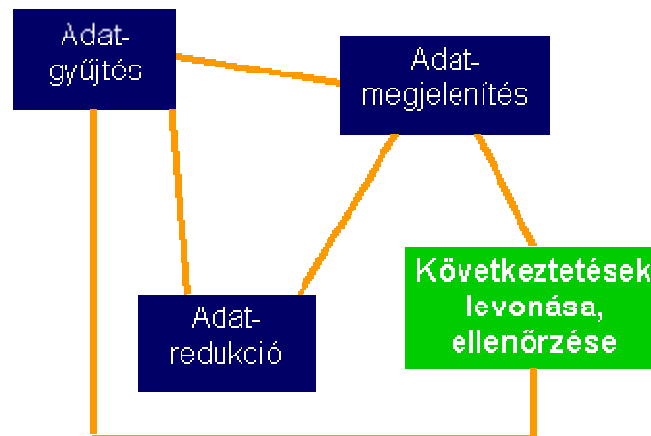 Adat-
gyűjtés
Adat-
megjelenítés
Következtetések
levonása,
ellenőrzése
Adat-
redukció